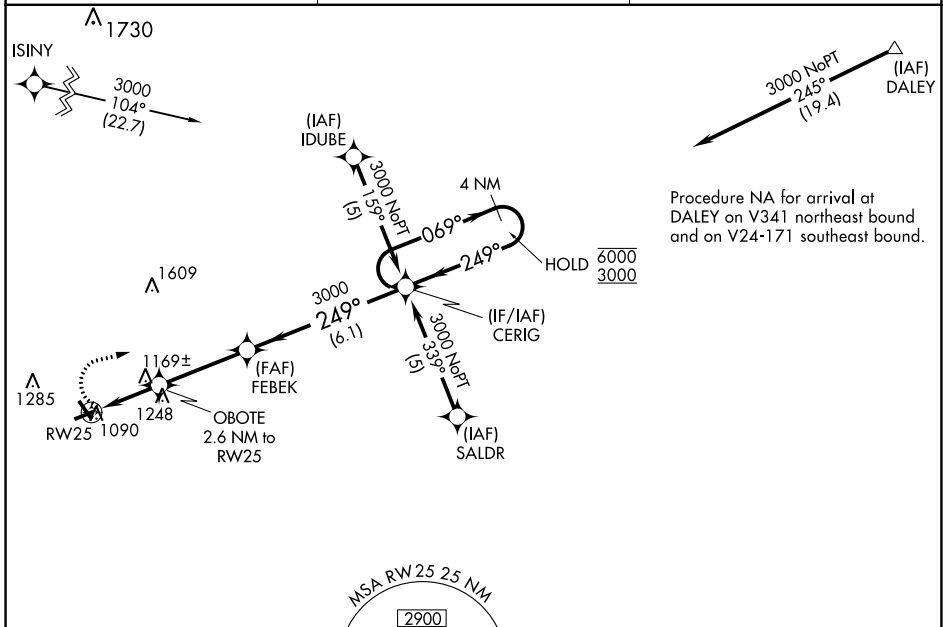 1730
ISINY
3000
104°
(22.7)
(IAF)
IDUBE
3000 NoPT
159°
(5)
3000 NoPT
245°
(19.4)
(IAF)
DALEY
Procedure NA for arrival at
DALEY on V341 northeast bound
and on V24-171 southeast bound.
4 NM
069°
249°
HOLD
6000
3000
1609
3000
249°
(6.1)
(IF/IAF)
CERIG
3000 NoPT
339°
(5)
(IAF)
SALDR
(FAF)
FEBEK
1169±
1285
1248
RW25
1090
OBOTE
2.6 NM to
RW25
MSA RW25 25 NM
2900